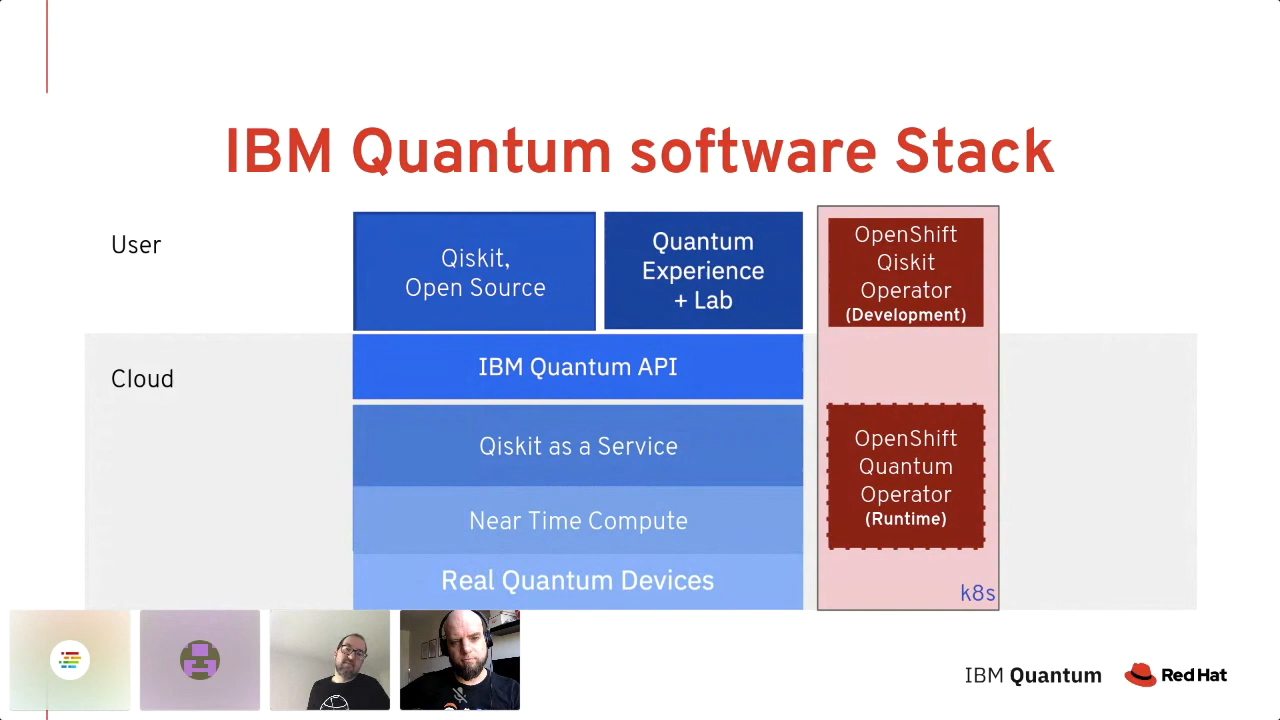 IBM Quantum software Stack
User
Qiskit,
Open Source
Quantum
Experience
+ Lab
OpenShift
Qiskit
Operator
(Development)
Cloud
IBM Quantum API
Qiskit as a Service
Near Time Compute
Real Quantum Devices
OpenShift
Quantum
Operator
(Runtime)
k8s
IBM Quantum
Red Hat